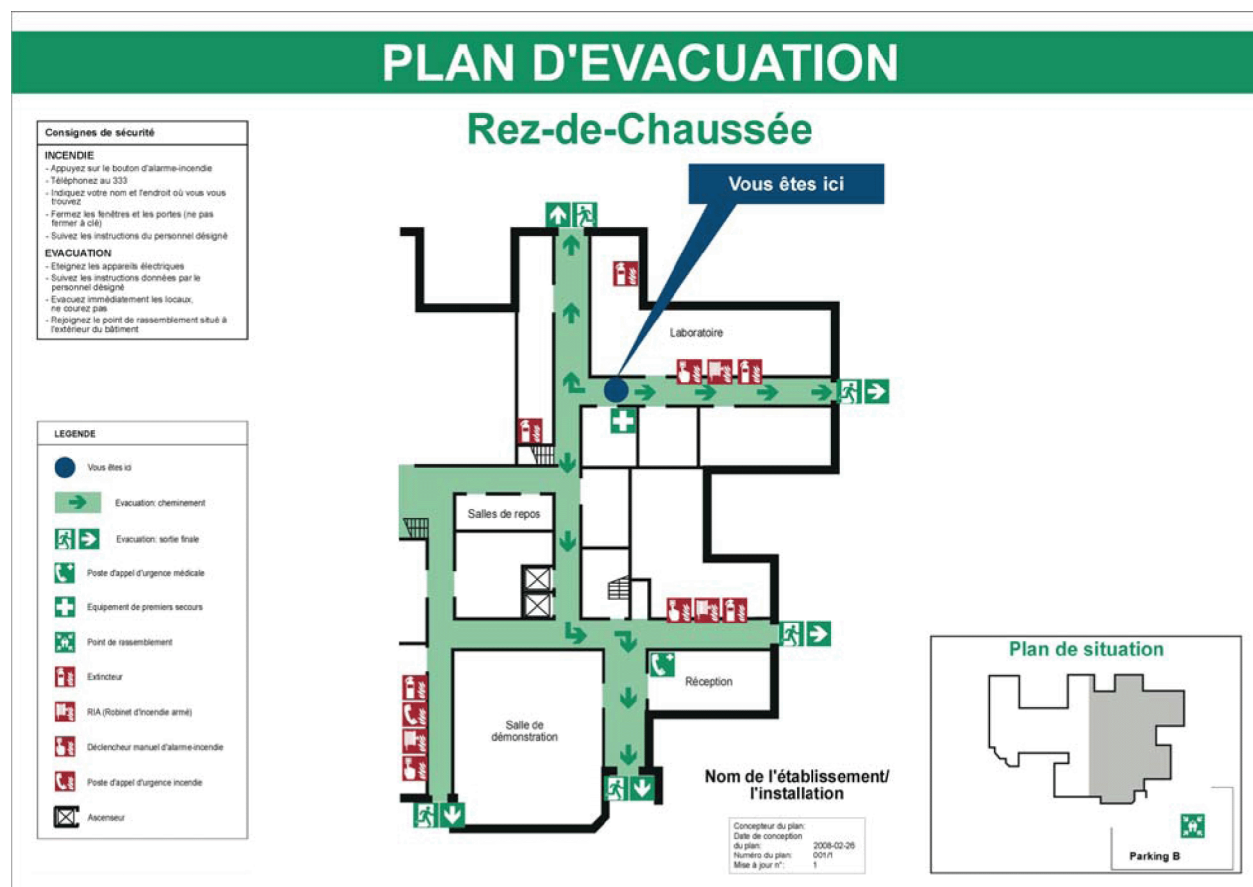 PLAN D'EVACUATION
Rez-de-Chaussée
Consignes de sécurité
INCENDIE
- Appuyez sur le bouton d'alarme-incendie
- Téléphonez au 333
- Indiquez votre nom et l'endroit où vous vous
trouvez
- Fermez les fenêtres et les portes (ne pas
fermer à clé)
- Suivez les instructions du personnel désigné
EVACUATION
- Eteignez les appareils électriques
- Suivez les instructions données par le
personnel désigné
- Evacuez immédiatement les locaux,
ne courez pas
- Rejoignez le point de rassemblement situé à
l'extérieur du bâtiment
Vous êtes ici
Laboratoire
Salles de repos
Réception
Salle de
démonstration
LEGENDE
Vous êtes ici
Evacuation: cheminement
Evacuation: sortie finale
Poste d'appel d'urgence médicale
Equipement de premiers secours
Point de rassemblement
Extincteur
RIA (Robinet d'incendie armé)
Déclencheur manuel d'alarme-incendie
Poste d'appel d'urgence incendie
Ascenseur
Nom de l'établissement/
l'installation
Concepteur du plan:
Date de conception
du plan: 2008-02-26
Numéro du plan: 001/1
Mise à jour n°: 1
Plan de situation
Parking B